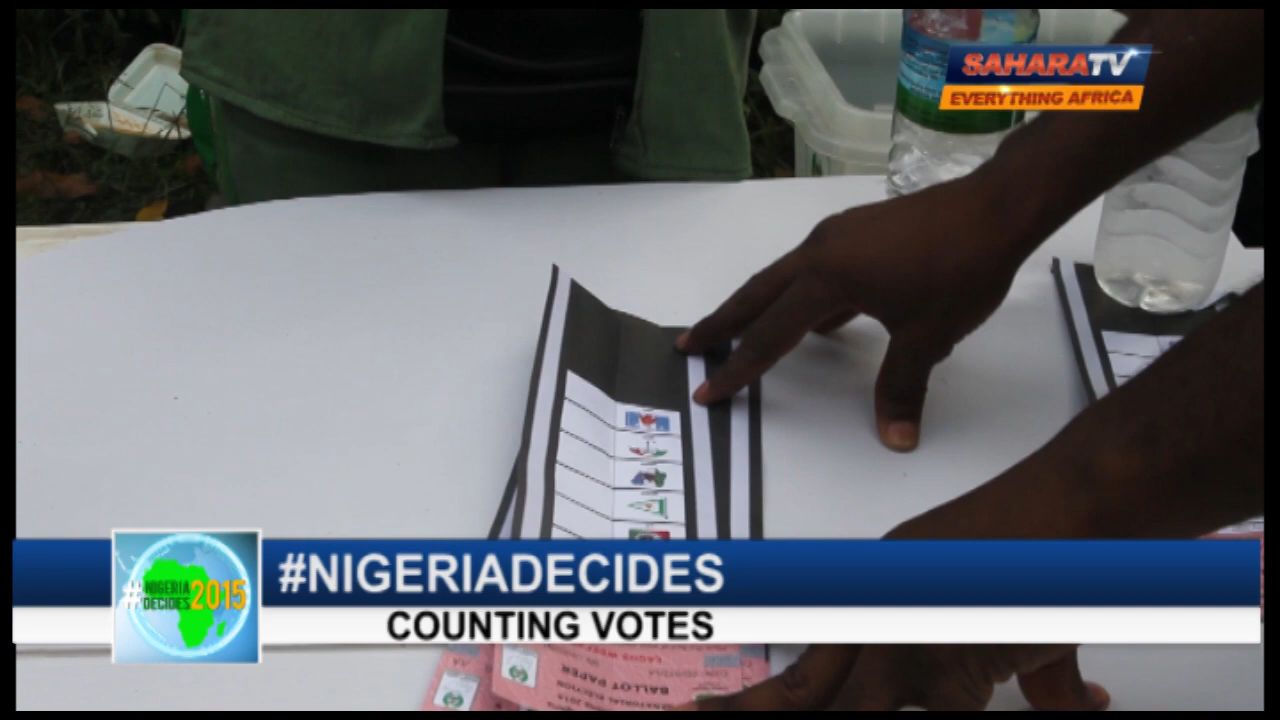 SAHARATV
EVERYTHING AFRICA
#NIGERIADECIDES
COUNTING VOTES
#NIGERIA
DECIDES
2015
BALLOT PAPER